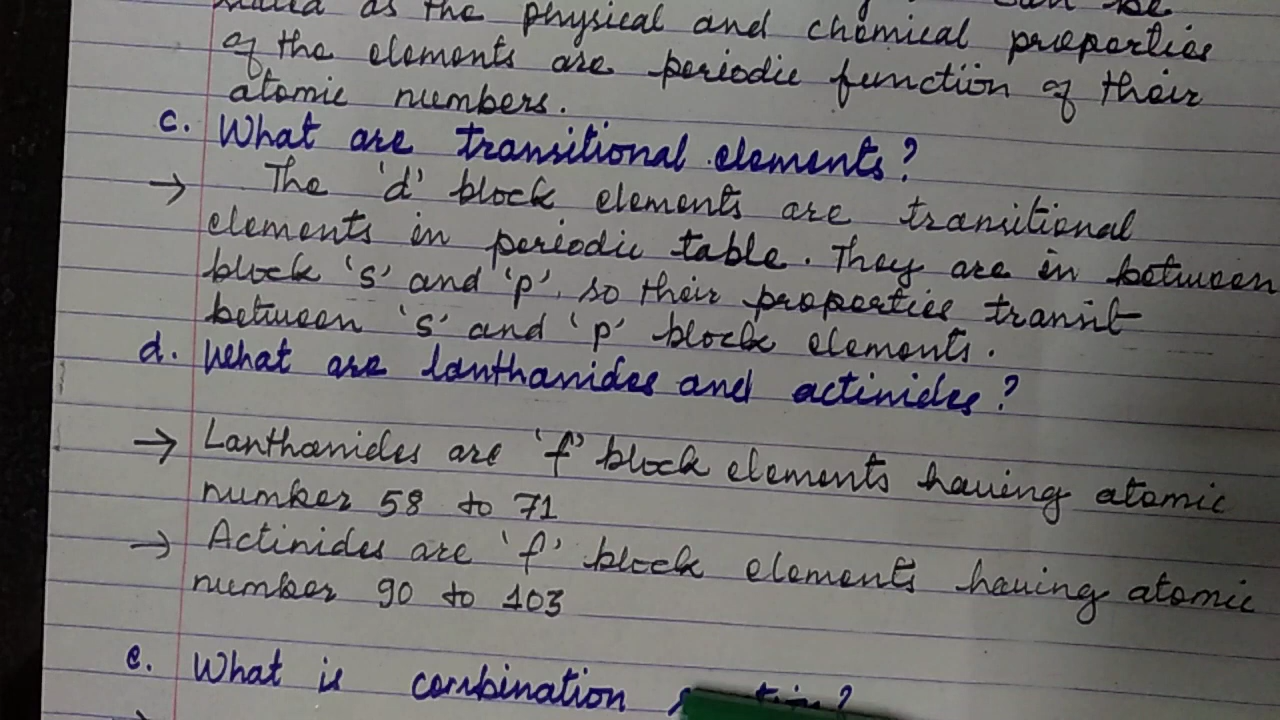 as the physical and chemical properties
of the elements are periodic function of their
atomic numbers.
c. What are transitional elements?
→ The 'd' block elements are transitional
elements in periodic table. They are in between
block 's' and 'p', so their properties transit
between 's' and 'p' block elements.
d. What are lanthanides and actinides?
→ Lanthanides are 'f' block elements having atomic
number 58 to 71
→ Actinides are 'f' block elements having atomic
number 90 to 103
e. What is combination